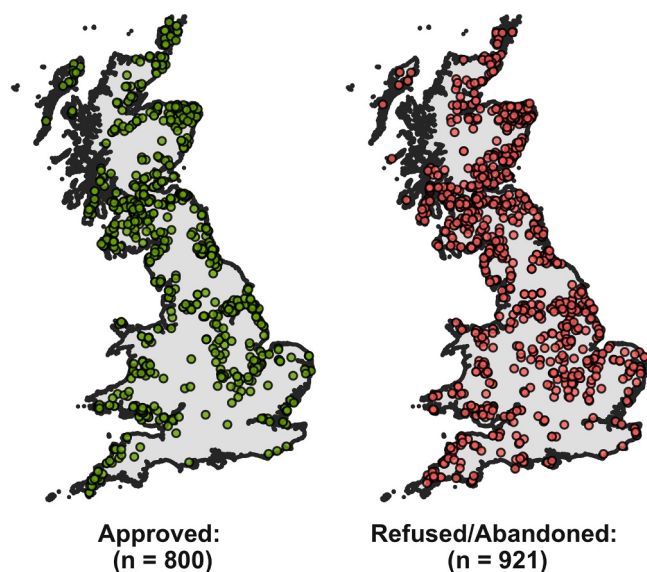 Approved:
(n = 800)
Refused/Abandoned:
(n = 921)